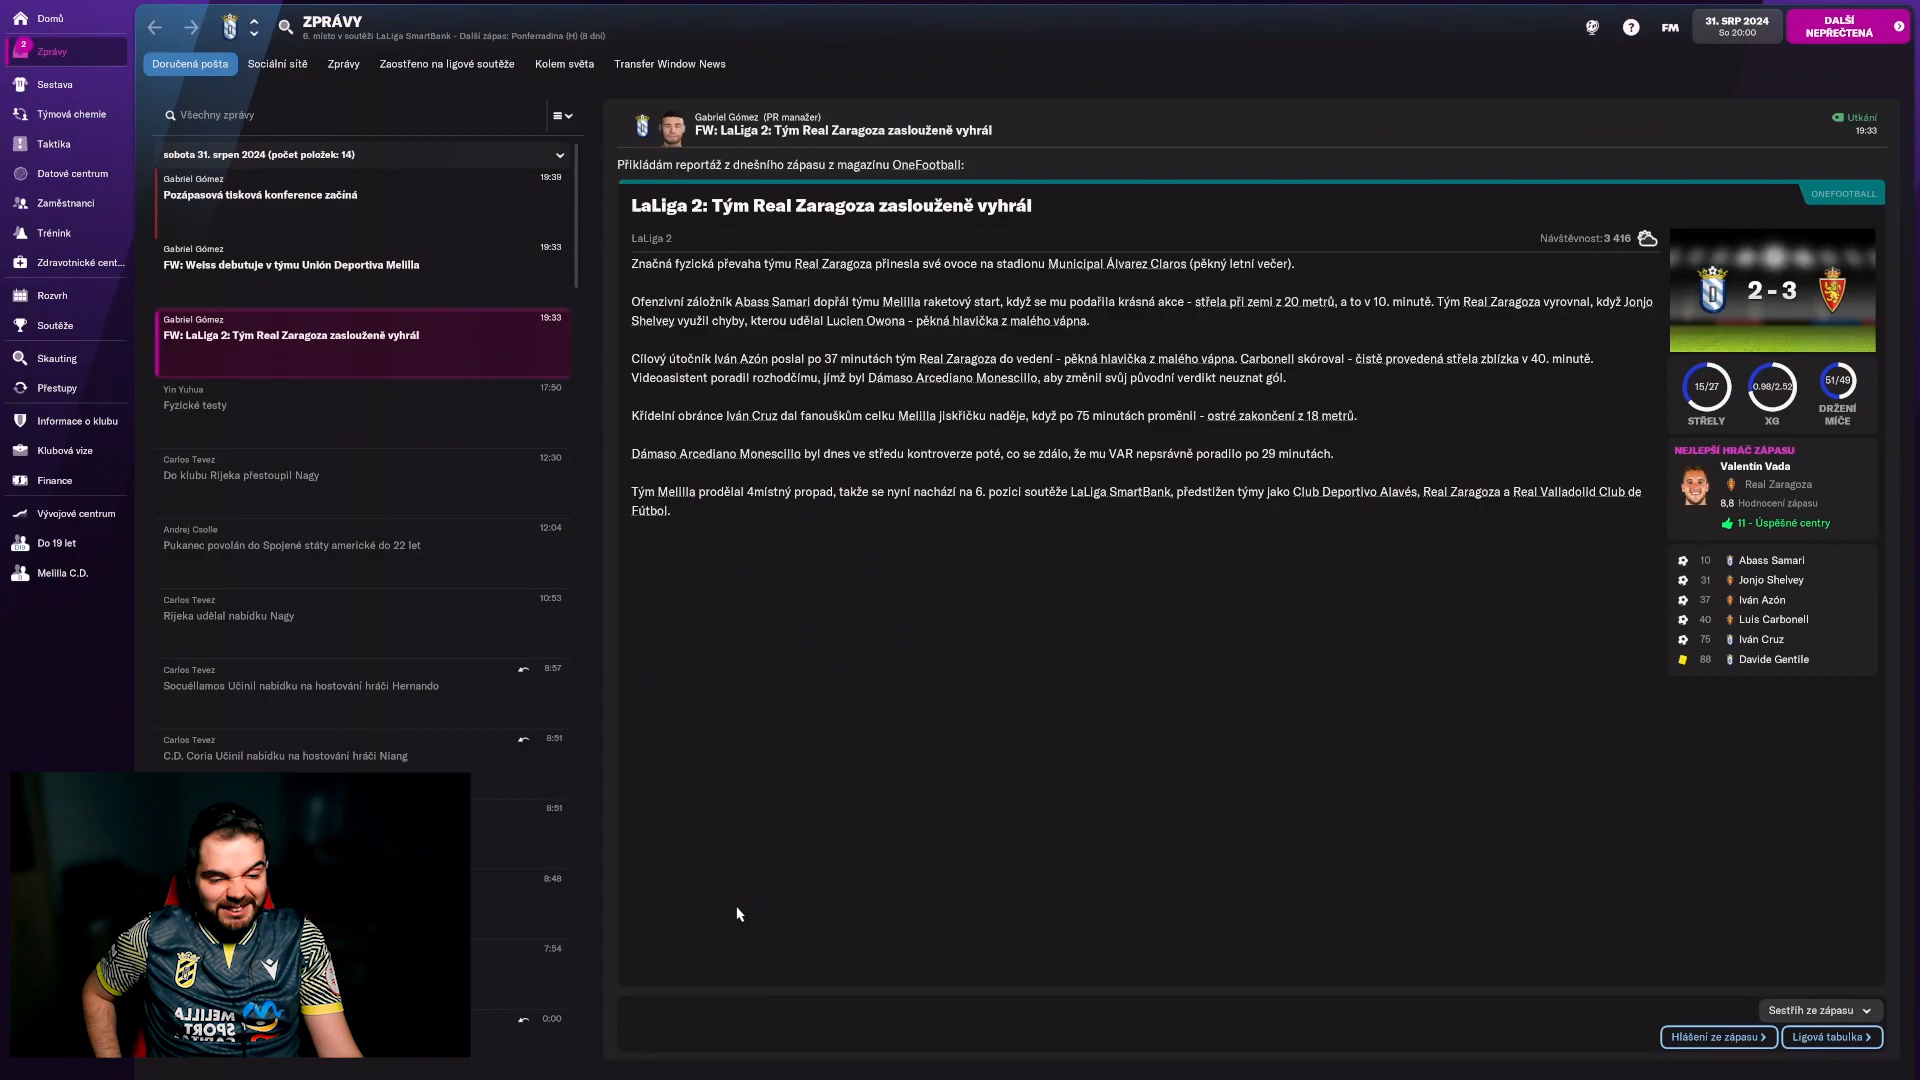 Domů
2
Zprávy
Sestava
Týmová chemie
Taktika
Datové centrum
Zaměstnanci
Trénink
Zdravotnické cent...
Rozvrh
Soutěže
Skauting
Přestupy
Informace o klubu
Klubová vize
Finance
Vývojové centrum
Do 19 let
Melilla C.D.
ZPRÁVY
6. místo v soutěži LaLiga SmartBank - Další zápas: Ponferradina (H) (8 dní)
FM
31. SRP 2024
So 20:00
DALŠÍ
NEPŘEČTENÁ
Doručená pošta
Sociální sítě
Zprávy
Zaostřeno na ligové soutěže
Kolem světa
Transfer Window News
Všechny zprávy
sobota 31. srpen 2024 (počet položek: 14)
Gabriel Gómez 19:39
Pozápasová tisková konference začíná
Gabriel Gómez 19:33
FW: Weiss debutuje v týmu Unión Deportiva Melilla
Gabriel Gómez 19:33
FW: LaLiga 2: Tým Real Zaragoza zaslouženě vyhrál
Yin Yuhua 17:50
Fyzické testy
Carlos Tevez 12:30
Do klubu Rijeka přestoupil Nagy
Andrej Csolle 12:04
Pukanec povolán do Spojené státy americké do 22 let
Carlos Tevez 10:53
Rijeka udělal nabídku Nagy
Carlos Tevez 8:57
Socuéllamos Učinil nabídku na hostování hráči Hernando
Carlos Tevez 8:51
C.D. Coria Učinil nabídku na hostování hráči Niang
8:51
8:48
7:54
0:00
MELILLA
SPORT
Gabriel Gómez (PR manažer)
FW: LaLiga 2: Tým Real Zaragoza zaslouženě vyhrál
Utkání
19:33
Přikládám reportáž z dnešního zápasu z magazínu OneFootball:
ONEFOOTBALL
LaLiga 2: Tým Real Zaragoza zaslouženě vyhrál
LaLiga 2
Návštěvnost: 3 416
Značná fyzická převaha týmu Real Zaragoza přinesla své ovoce na stadionu Municipal Álvarez Claros (pěkný letní večer).
Ofenzivní záložník Abass Samari dopřál týmu Melilla raketový start, když se mu podařila krásná akce - střela při zemi z 20 metrů, a to v 10. minutě. Tým Real Zaragoza vyrovnal, když Jonjo
Shelvey využil chyby, kterou udělal Lucien Owona - pěkná hlavička z malého vápna.
Cílový útočník Iván Azón poslal po 37 minutách tým Real Zaragoza do vedení - pěkná hlavička z malého vápna. Carbonell skóroval - čistě provedená střela zblízka v 40. minutě.
Videoasistent poradil rozhodčímu, jímž byl Dámaso Arcediano Monescillo, aby změnil svůj původní verdikt neuznat gól.
Křídelní obránce Iván Cruz dal fanouškům celku Melilla jiskřičku naděje, když po 75 minutách proměnil - ostré zakončení z 18 metrů.
Dámaso Arcediano Monescillo byl dnes ve středu kontroverze poté, co se zdálo, že mu VAR nepsrávně poradilo po 29 minutách.
Tým Melilla prodělal 4místný propad, takže se nyní nachází na 6. pozici soutěže LaLiga SmartBank, předstižen týmy jako Club Deportivo Alavés, Real Zaragoza a Real Valladolid Club de
Fútbol.
2 - 3
15/27
0.98/2.52
51/49
STŘELY
XG
DRŽENÍ
MÍČE
NEJLEPŠÍ HRÁČ ZÁPASU
Valentín Vada
Real Zaragoza
8,8 Hodnocení zápasu
11 - Úspěšné centry
10 Abass Samari
31 Jonjo Shelvey
37 Iván Azón
40 Luis Carbonell
75 Iván Cruz
88 Davide Gentile
Sestřih ze zápasu
Hlášení ze zápasu
Ligová tabulka